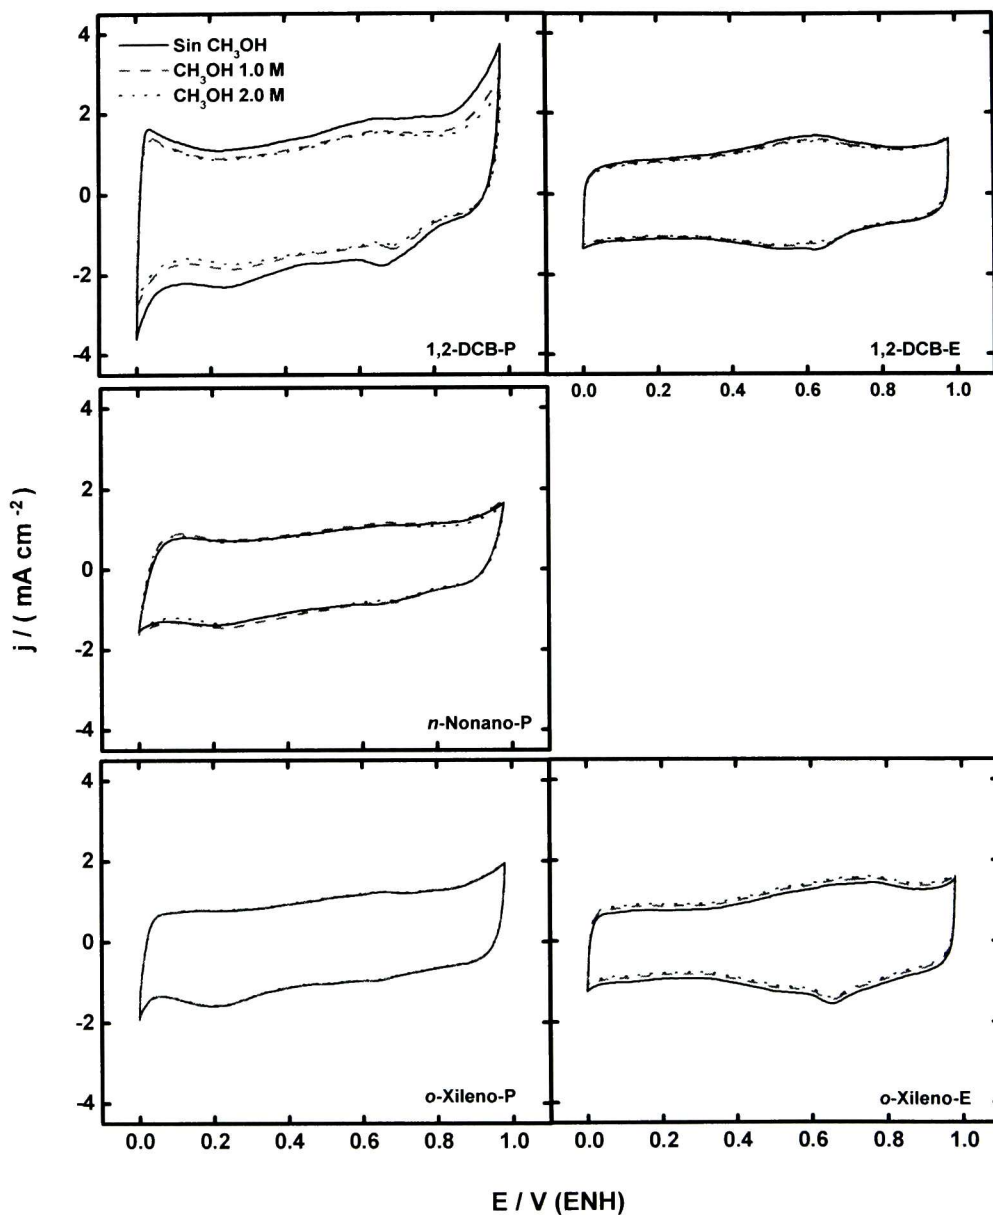 Sin CH3OH
CH3OH 1.0 M
CH3OH 2.0 M
4
2
0
-2
-4
1,2-DCB-P
1,2-DCB-E
0.0 0.2 0.4 0.6 0.8 1.0
4
2
0
-2
-4
n-Nonano-P
j / ( mA cm -2 )
4
2
0
-2
-4
o-Xileno-P
o-Xileno-E
0.0 0.2 0.4 0.6 0.8 1.0
0.0 0.2 0.4 0.6 0.8 1.0
E / V (ENH)